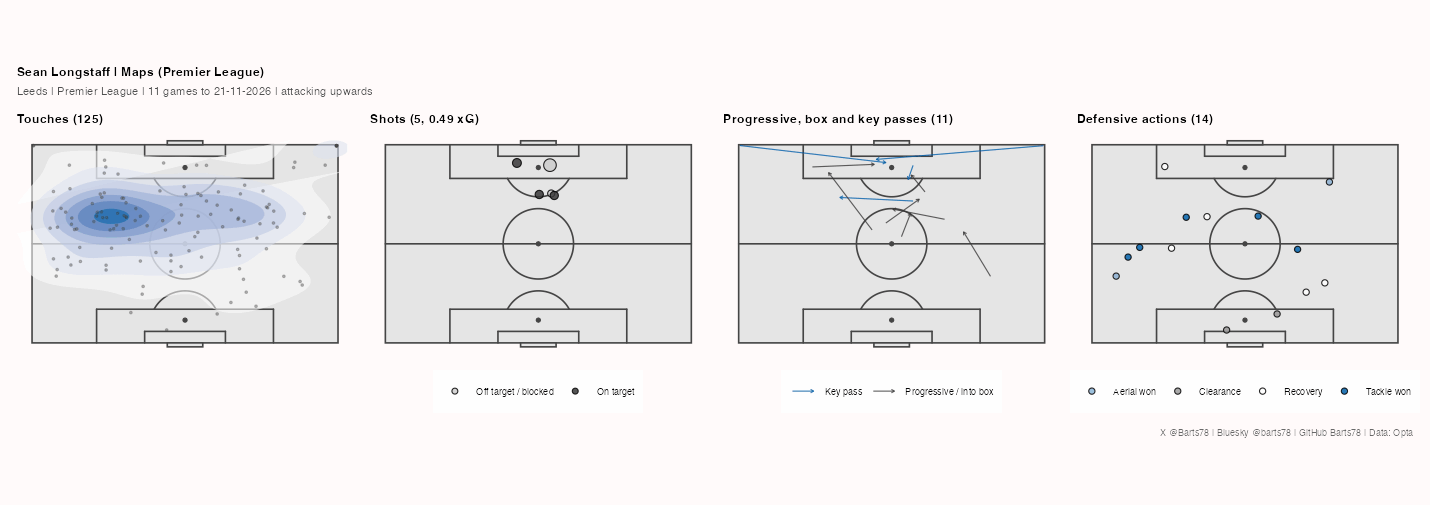 Sean Longstaff | Maps (Premier League)
Leeds | Premier League | 11 games to 21-11-2026 | attacking upwards
Touches (125)
Shots (5, 0.49 xG)
Progressive, box and key passes (11)
Defensive actions (14)
Off target / blocked
On target
Key pass
Progressive / into box
Aerial won
Clearance
Recovery
Tackle won
X @Barts78 | Bluesky @barts78 | GitHub Barts78 | Data: Opta